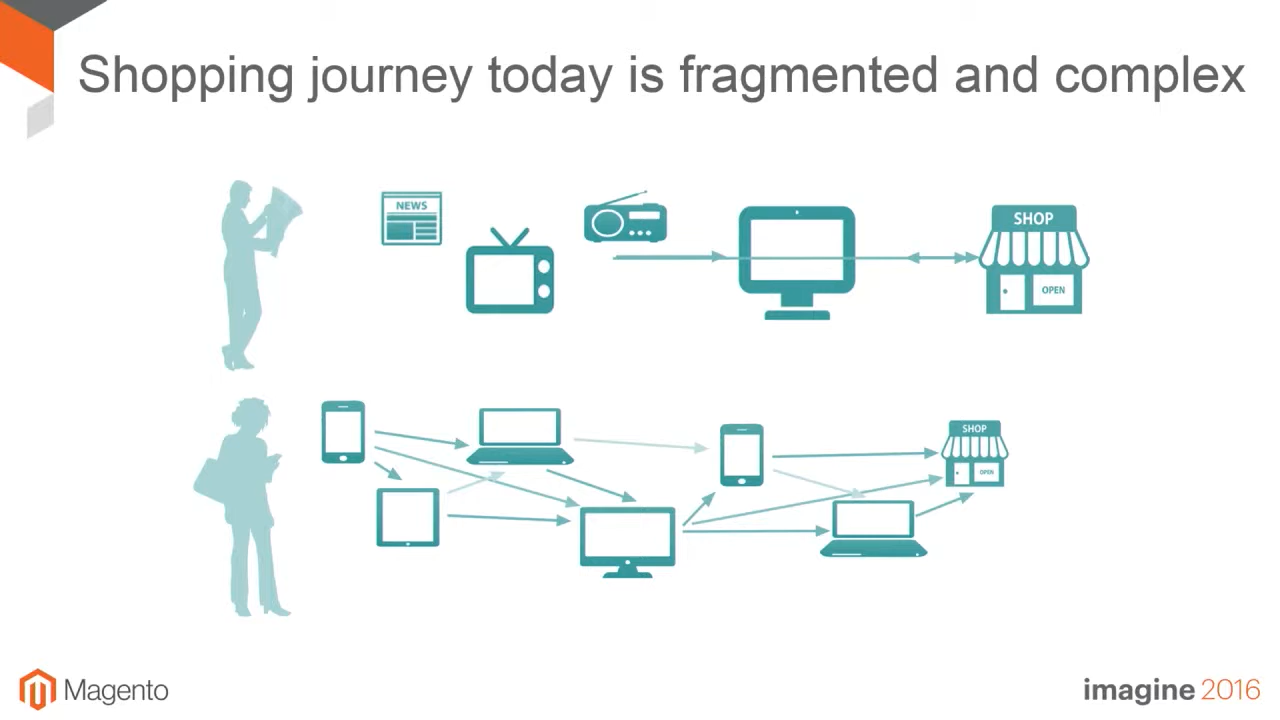 Shopping journey today is fragmented and complex
NEWS
SHOP
OPEN
SHOP
OPEN
Magento
imagine 2016